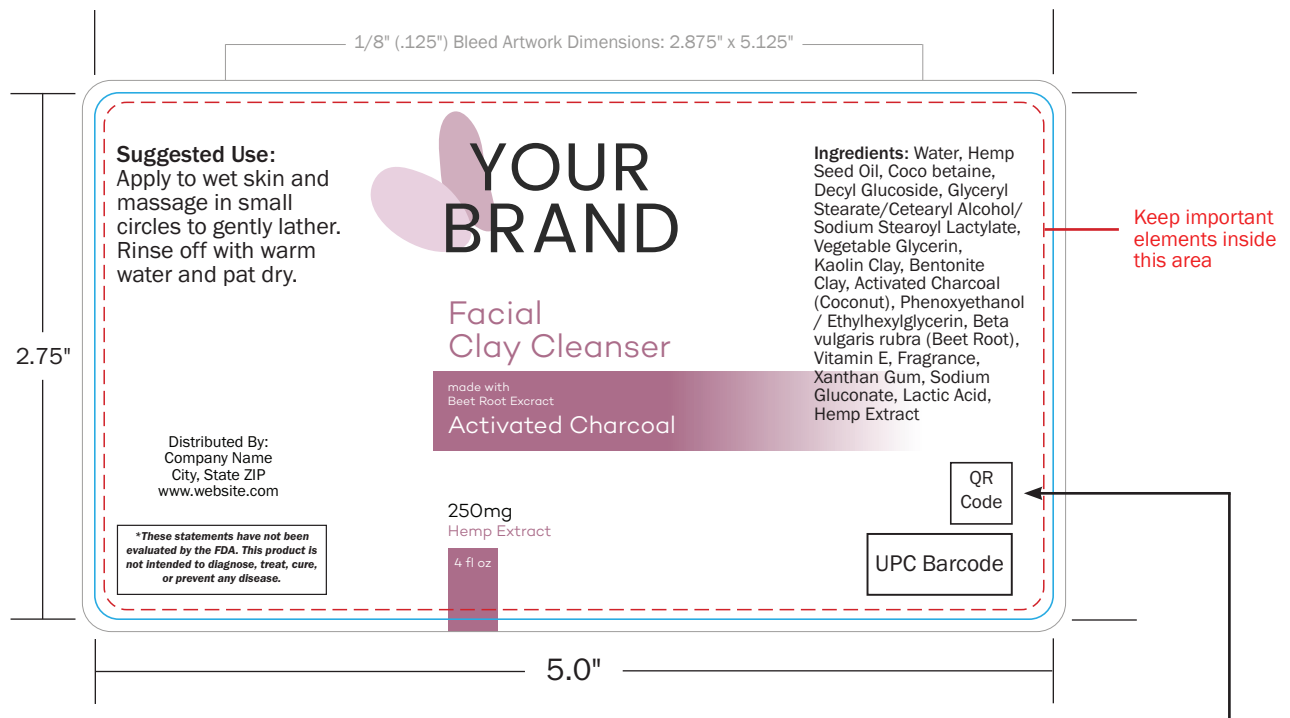 1/8" (.125") Bleed Artwork Dimensions: 2.875" x 5.125"
2.75"
Suggested Use:
Apply to wet skin and
massage in small
circles to gently lather.
Rinse off with warm
water and pat dry.
Distributed By:
Company Name
City, State ZIP
www.website.com
*These statements have not been
evaluated by the FDA. This product is
not intended to diagnose, treat, cure,
or prevent any disease.
YOUR
BRAND
Facial
Clay Cleanser
made with
Beet Root Excract
Activated Charcoal
250mg
Hemp Extract
4 fl oz
Ingredients: Water, Hemp
Seed Oil, Coco betaine,
Decyl Glucoside, Glyceryl
Stearate/Cetearyl Alcohol/
Sodium Stearoyl Lactylate,
Vegetable Glycerin,
Kaolin Clay, Bentonite
Clay, Activated Charcoal
(Coconut), Phenoxyethanol
/ Ethylhexylglycerin, Beta
vulgaris rubra (Beet Root),
Vitamin E, Fragrance,
Xanthan Gum, Sodium
Gluconate, Lactic Acid,
Hemp Extract
QR
Code
UPC Barcode
Keep important
elements inside
this area
5.0"